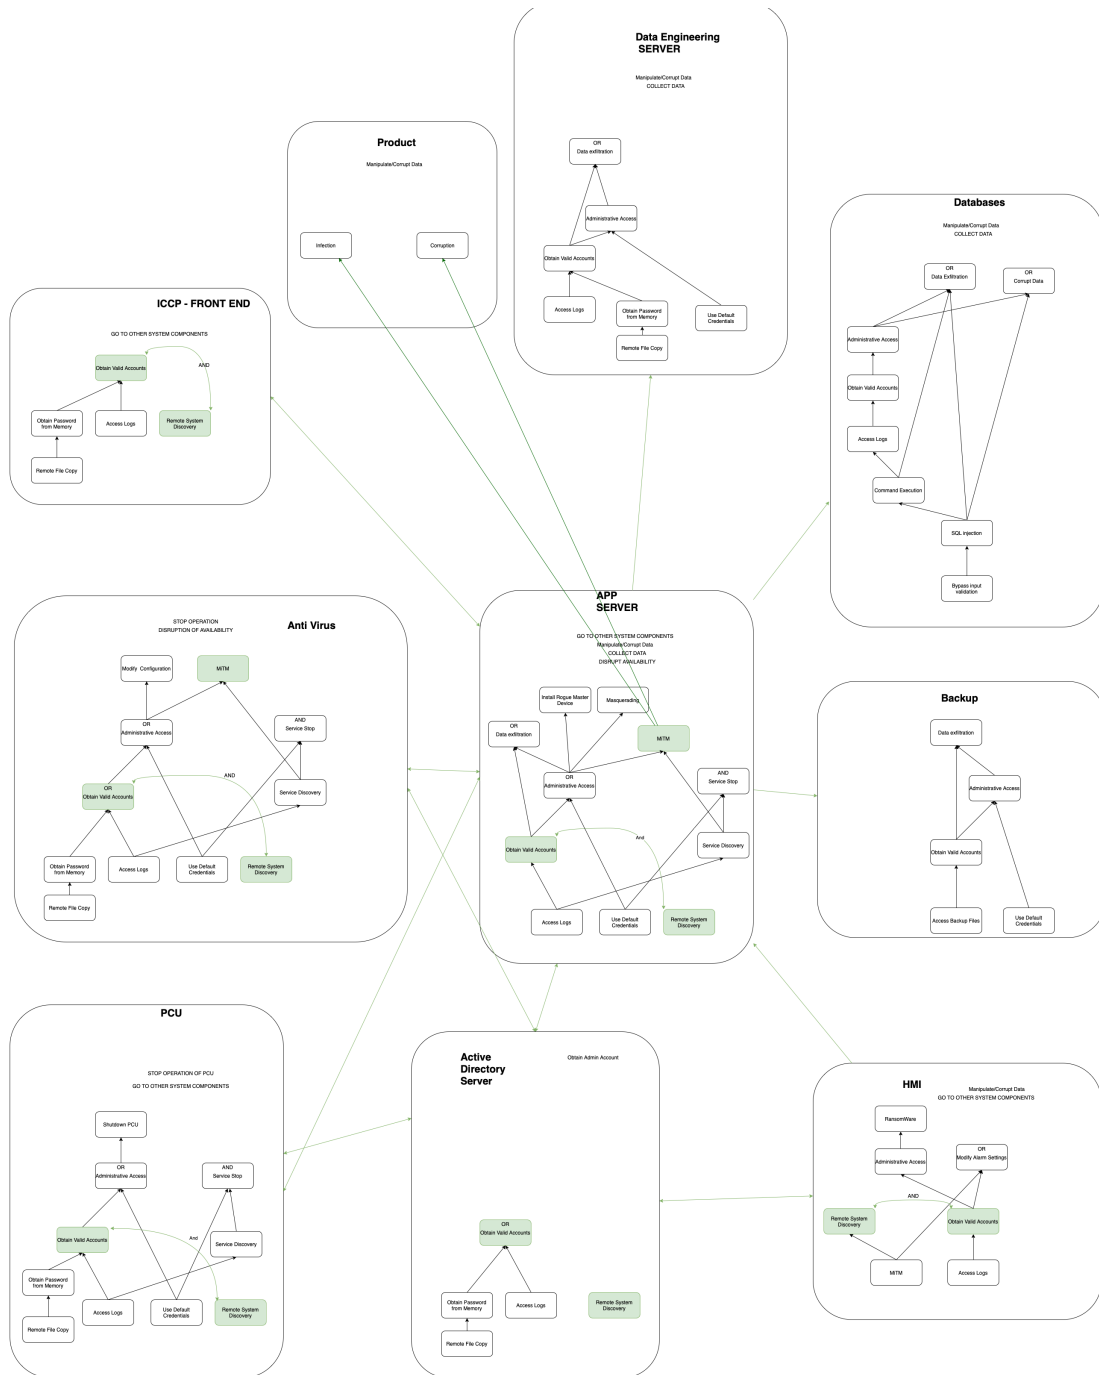 Data Engineering
SERVER
Manipulate/Corrupt Data
COLLECT DATA
OR
Data exfiltration
Administrative Access
Obtain Valid Accounts
Access Logs
Obtain Password
from Memory
Use Default
Credentials
Remote File Copy
Product
Manipulate/Corrupt Data
Infection
Corruption
Databases
Manipulate/Corrupt Data
COLLECT DATA
OR
Data Exfiltration
OR
Corrupt Data
Administrative Access
Obtain Valid Accounts
Access Logs
Command Execution
SQL injection
Bypass input
validation
ICCP - FRONT END
GO TO OTHER SYSTEM COMPONENTS
Obtain Valid Accounts
AND
Obtain Password
from Memory
Access Logs
Remote System
Discovery
Remote File Copy
Anti Virus
STOP OPERATION
DISRUPTION OF AVAILABILITY
Modify Configuration
MiTM
OR
Administrative Access
AND
Service Stop
AND
OR
Obtain Valid Accounts
Service Discovery
Obtain Password
from Memory
Access Logs
Use Default
Credentials
Remote System
Discovery
Remote File Copy
APP
SERVER
GO TO OTHER SYSTEM COMPONENTS
Manipulate/Corrupt Data
COLLECT DATA
DISRUPT AVAILABILITY
Install Rogue Master
Device
Masquerading
OR
Data exfiltration
MiTM
OR
Administrative Access
AND
Service Stop
And
Obtain Valid Accounts
Service Discovery
Access Logs
Use Default
Credentials
Remote System
Discovery
Backup
Data exfiltration
Administrative Access
Obtain Valid Accounts
Access Backup Files
Use Default
Credentials
PCU
STOP OPERATION OF PCU
GO TO OTHER SYSTEM COMPONENTS
Shutdown PCU
OR
Administrative Access
AND
Service Stop
Obtain Valid Accounts
And
Service Discovery
Obtain Password
from Memory
Access Logs
Use Default
Credentials
Remote System
Discovery
Remote File Copy
Active
Directory
Server
Obtain Admin Account
OR
Obtain Valid Accounts
Obtain Password
from Memory
Access Logs
Remote System
Discovery
Remote File Copy
HMI
Manipulate/Corrupt Data
GO TO OTHER SYSTEM COMPONENTS
RansomWare
Administrative Access
OR
Modify Alarm Settings
AND
Remote System
Discovery
Obtain Valid Accounts
MiTM
Access Logs